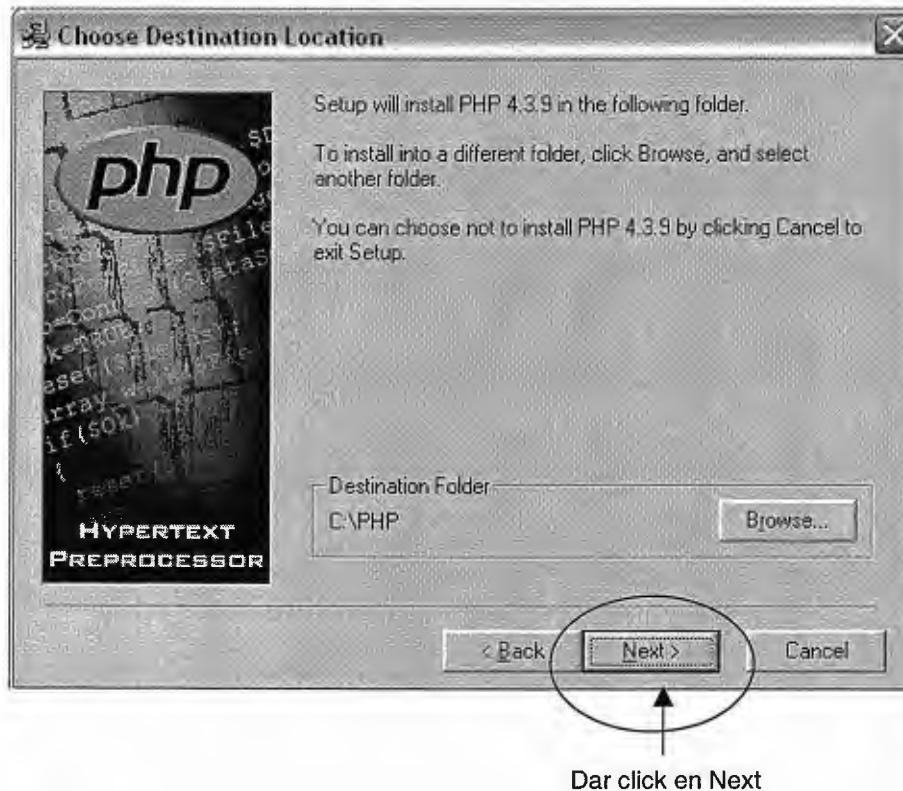 Choose Destination Location
php
Setup will install PHP 4.3.9 in the following folder.
To install into a different folder, click Browse, and select
another folder.
You can choose not to install PHP 4.3.9 by clicking Cancel to
exit Setup.
if($OK)
{
HYPERTEXT
PREPROCESSOR
Destination Folder
C:\PHP
Browse...
< Back
Next >
Cancel
Dar click en Next